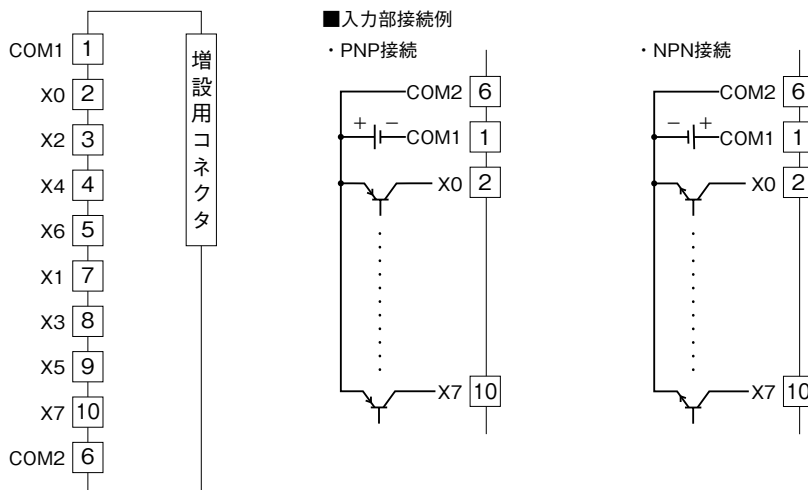 COM1 1
X0 2
X2 3
X4 4
X6 5
X1 7
X3 8
X5 9
X7 10
COM2 6
増設用コネクタ
■入力部接続例
・PNP接続
COM2 6
+ − COM1 1
X0 2
X7 10
・NPN接続
COM2 6
− + COM1 1
X0 2
X7 10